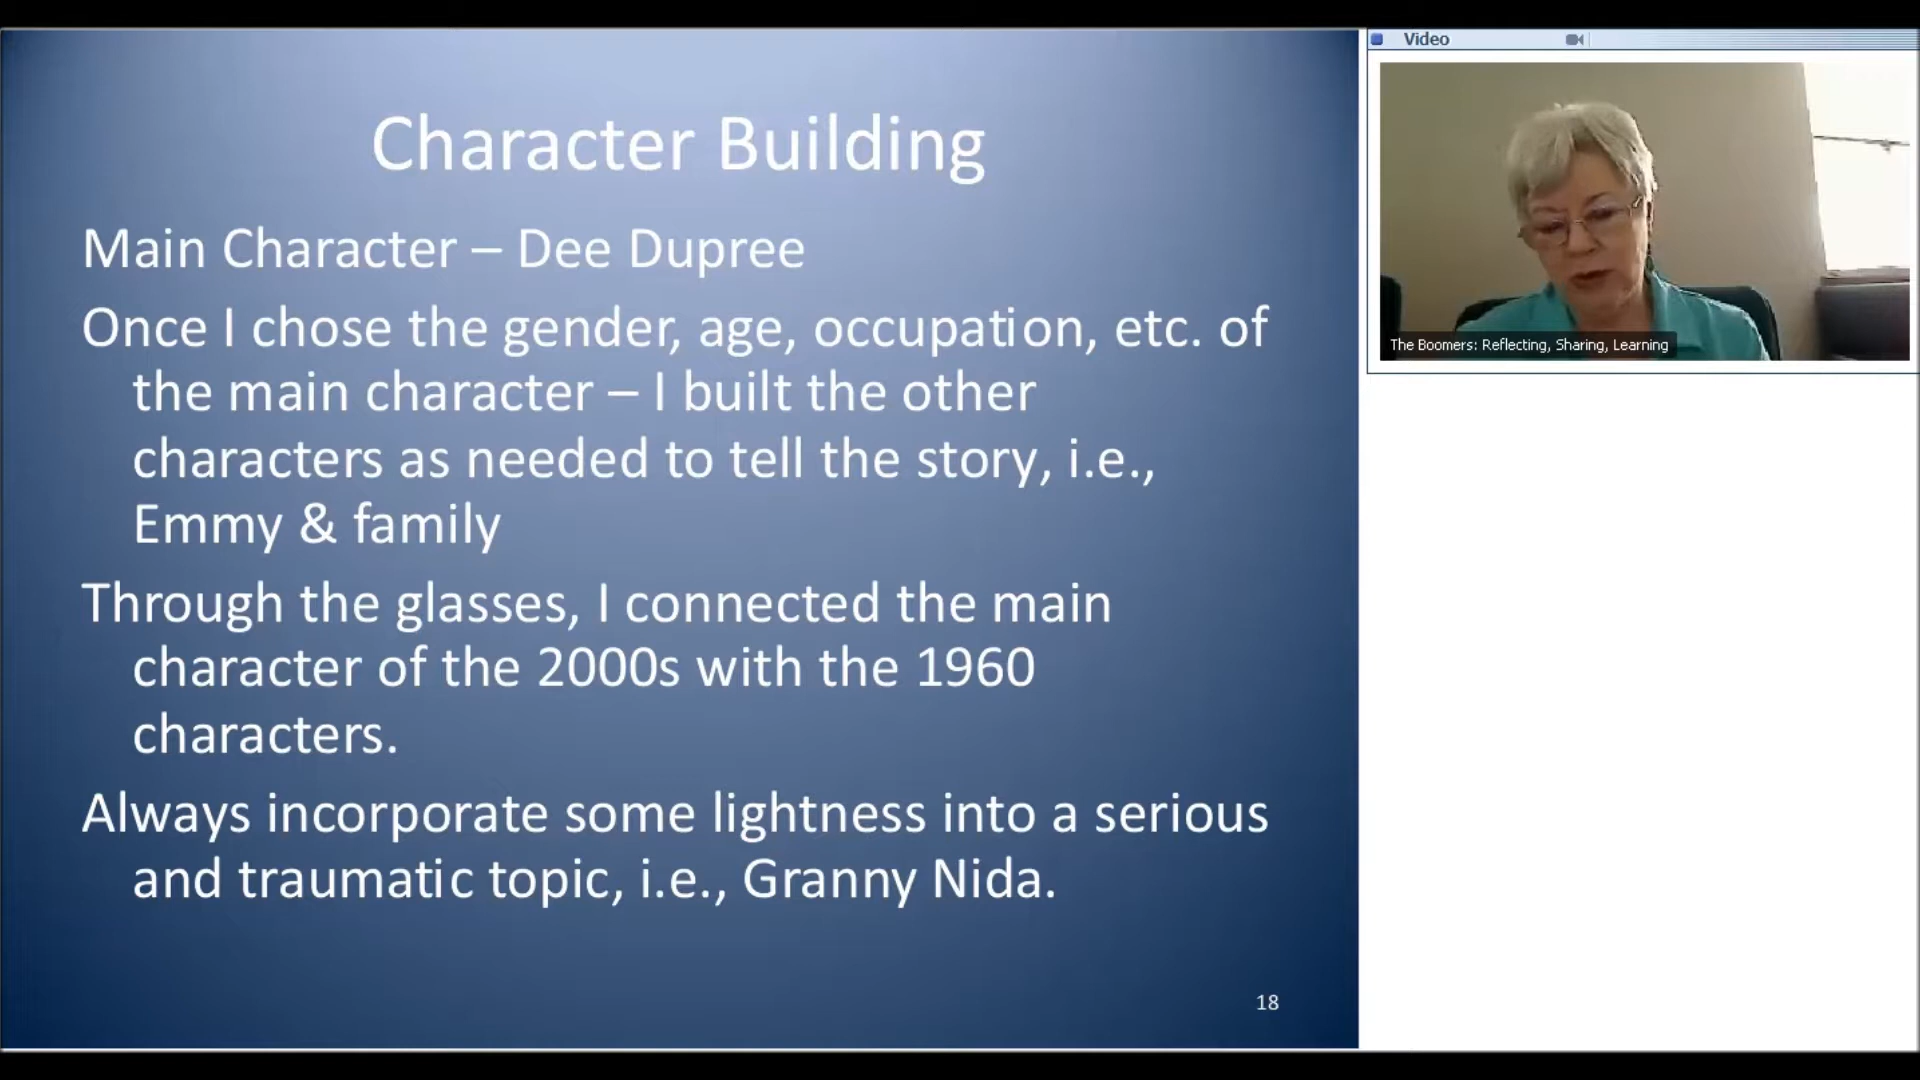 Character Building
Main Character – Dee Dupree
Once I chose the gender, age, occupation, etc. of
the main character – I built the other
characters as needed to tell the story, i.e.,
Emmy & family
Through the glasses, I connected the main
character of the 2000s with the 1960
characters.
Always incorporate some lightness into a serious
and traumatic topic, i.e., Granny Nida.
18
Video
The Boomers: Reflecting, Sharing, Learning